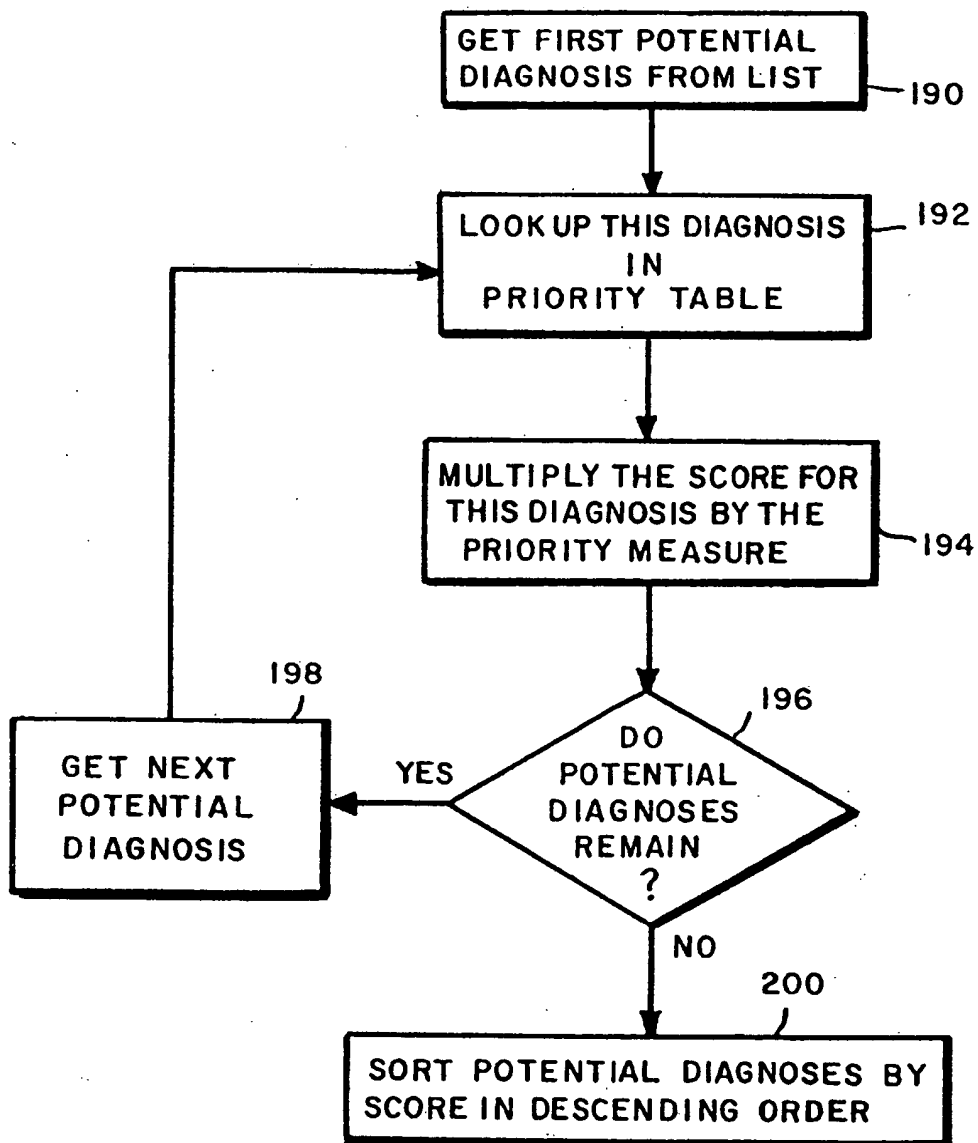 GET FIRST POTENTIAL
DIAGNOSIS FROM LIST
190
LOOK UP THIS DIAGNOSIS
IN
PRIORITY TABLE
192
MULTIPLY THE SCORE FOR
THIS DIAGNOSIS BY THE
PRIORITY MEASURE
194
196
DO
POTENTIAL
DIAGNOSES
REMAIN
?
YES
198
GET NEXT
POTENTIAL
DIAGNOSIS
NO
200
SORT POTENTIAL DIAGNOSES BY
SCORE IN DESCENDING ORDER